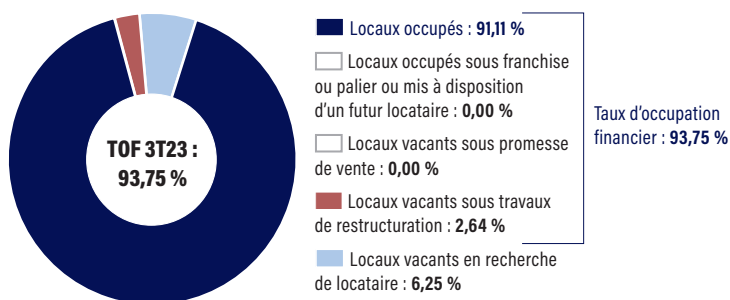 TOF 3T23 :
93,75 %
Locaux occupés : 91,11 %
Locaux occupés sous franchise
ou palier ou mis à disposition
d'un futur locataire : 0,00 %
Locaux vacants sous promesse
de vente : 0,00 %
Locaux vacants sous travaux
de restructuration : 2,64 %
Locaux vacants en recherche
de locataire : 6,25 %
Taux d'occupation
financier : 93,75 %